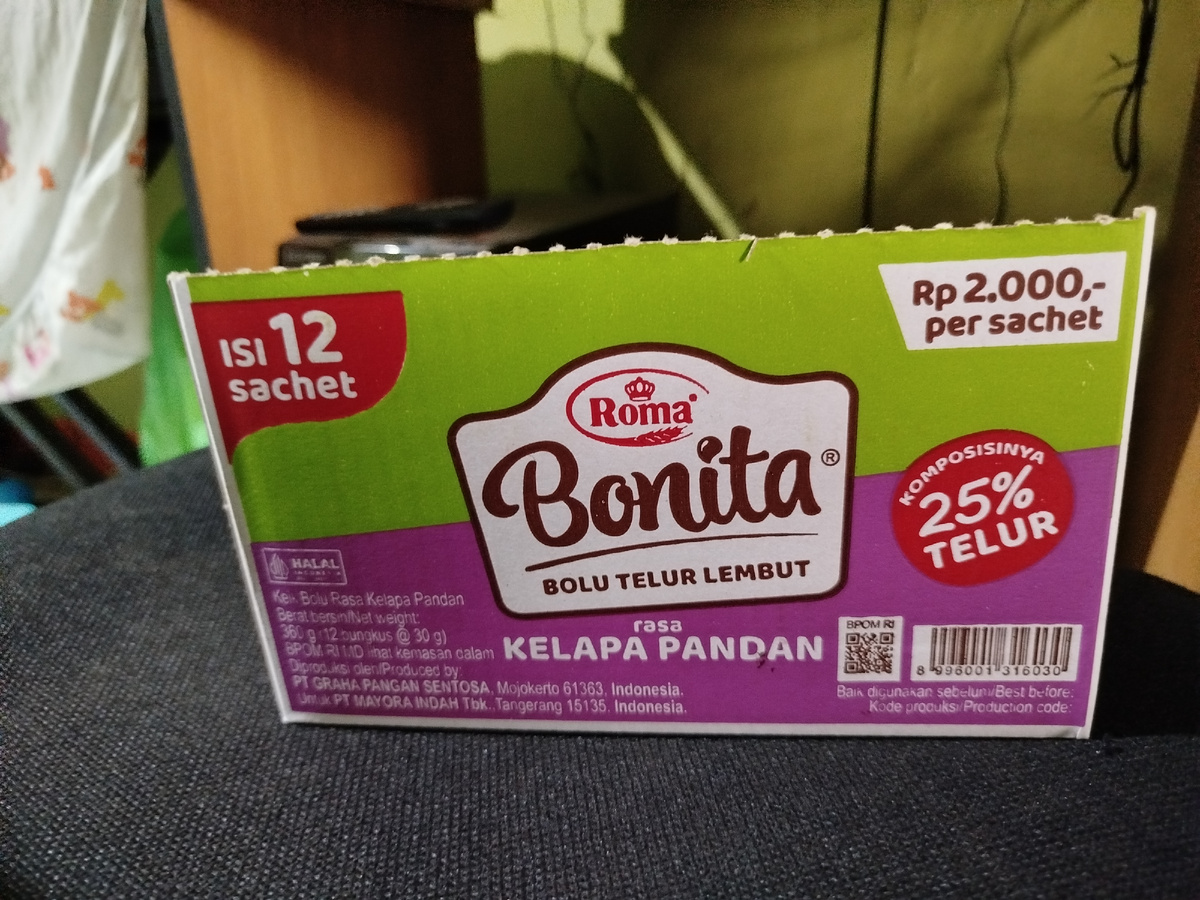 ISI 12
sachet
Rp 2.000,-
per sachet
Roma
Bonita®
BOLU TELUR LEMBUT
KOMPOSISINYA
25%
TELUR
HALAL
INDONESIA
Kek Bolu Rasa Kelapa Pandan
Berat bersih/Net weight:
360 g (12 bungkus @ 30 g)
BPOM RI MD lihat kemasan dalam
Diproduksi oleh/Produced by:
PT GRAHA PANGAN SENTOSA, Mojokerto 61363, Indonesia.
Untuk PT MAYORA INDAH Tbk., Tangerang 15135, Indonesia.
rasa
KELAPA PANDAN
BPOM RI
8 996001 316030
Baik digunakan sebelum/Best before:
Kode produksi/Production code: